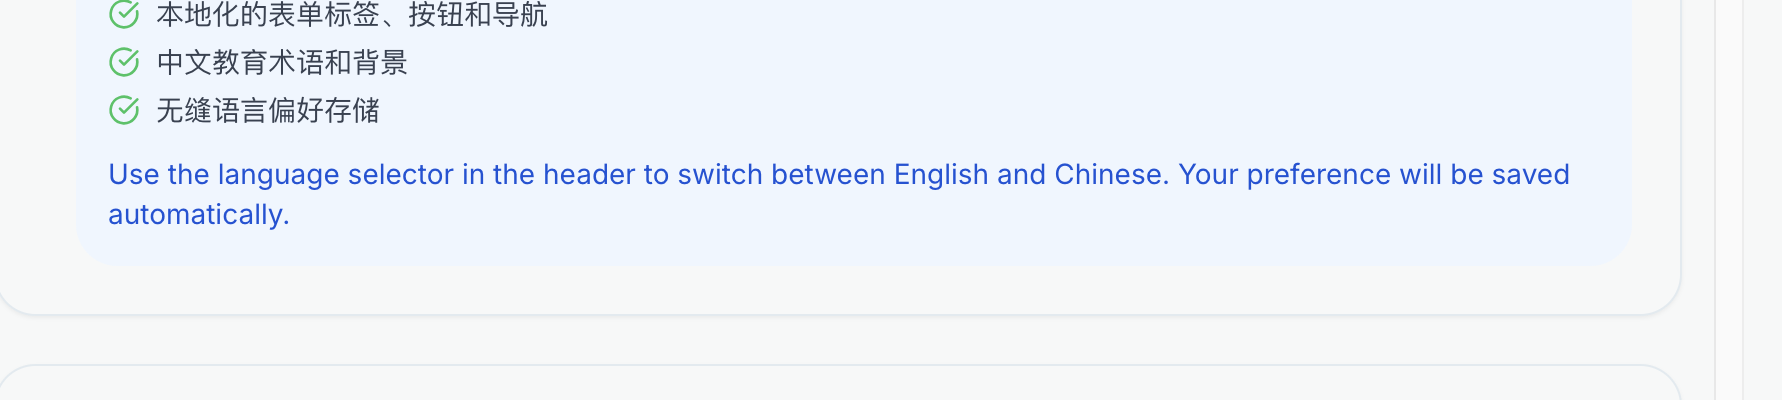 本地化的表单标签、按钮和导航
中文教育术语和背景
无缝语言偏好存储
Use the language selector in the header to switch between English and Chinese. Your preference will be saved
automatically.